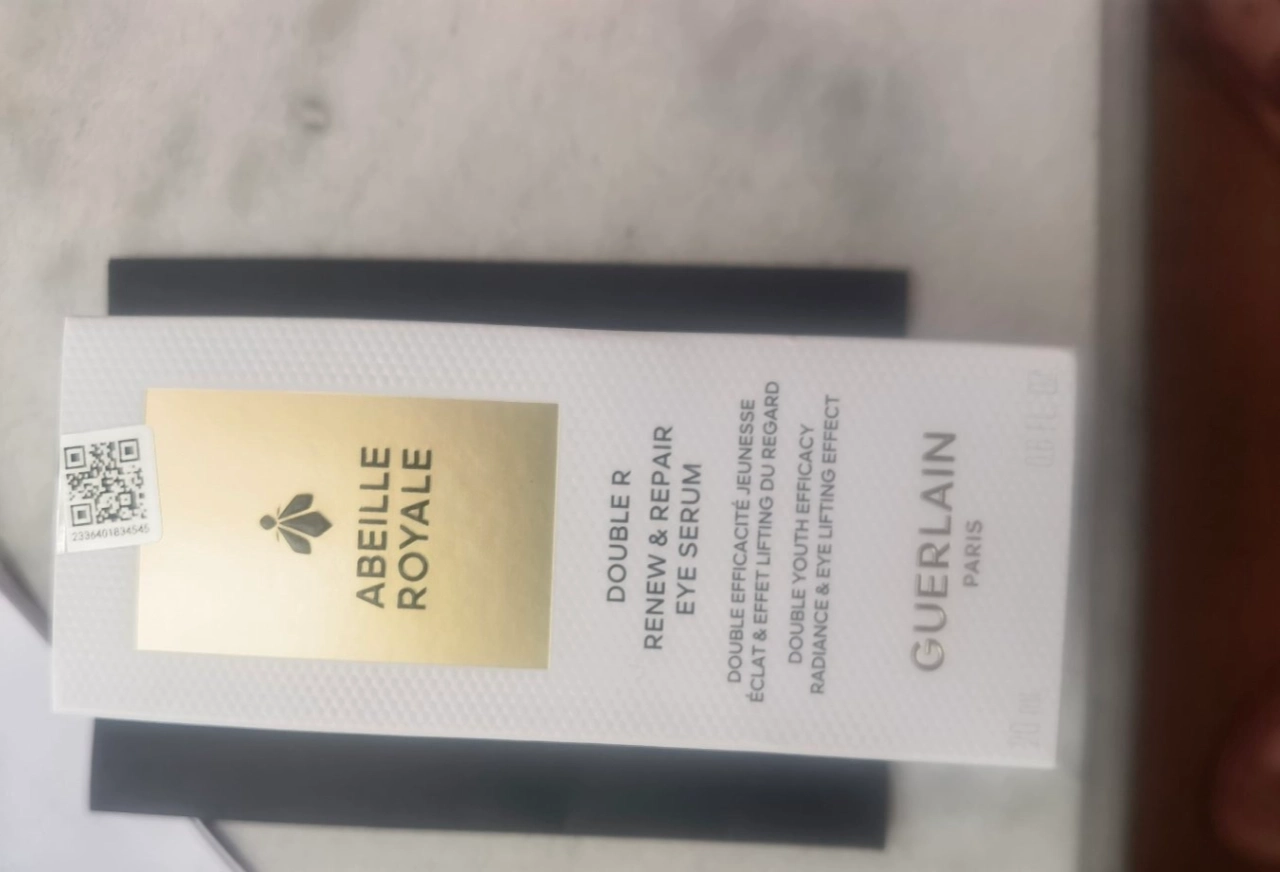 2336401834545
ABEILLE
ROYALE
DOUBLE R
RENEW & REPAIR
EYE SERUM
DOUBLE EFFICACITÉ JEUNESSE
ÉCLAT & EFFET LIFTING DU REGARD
DOUBLE YOUTH EFFICACY
RADIANCE & EYE LIFTING EFFECT
GUERLAIN
PARIS